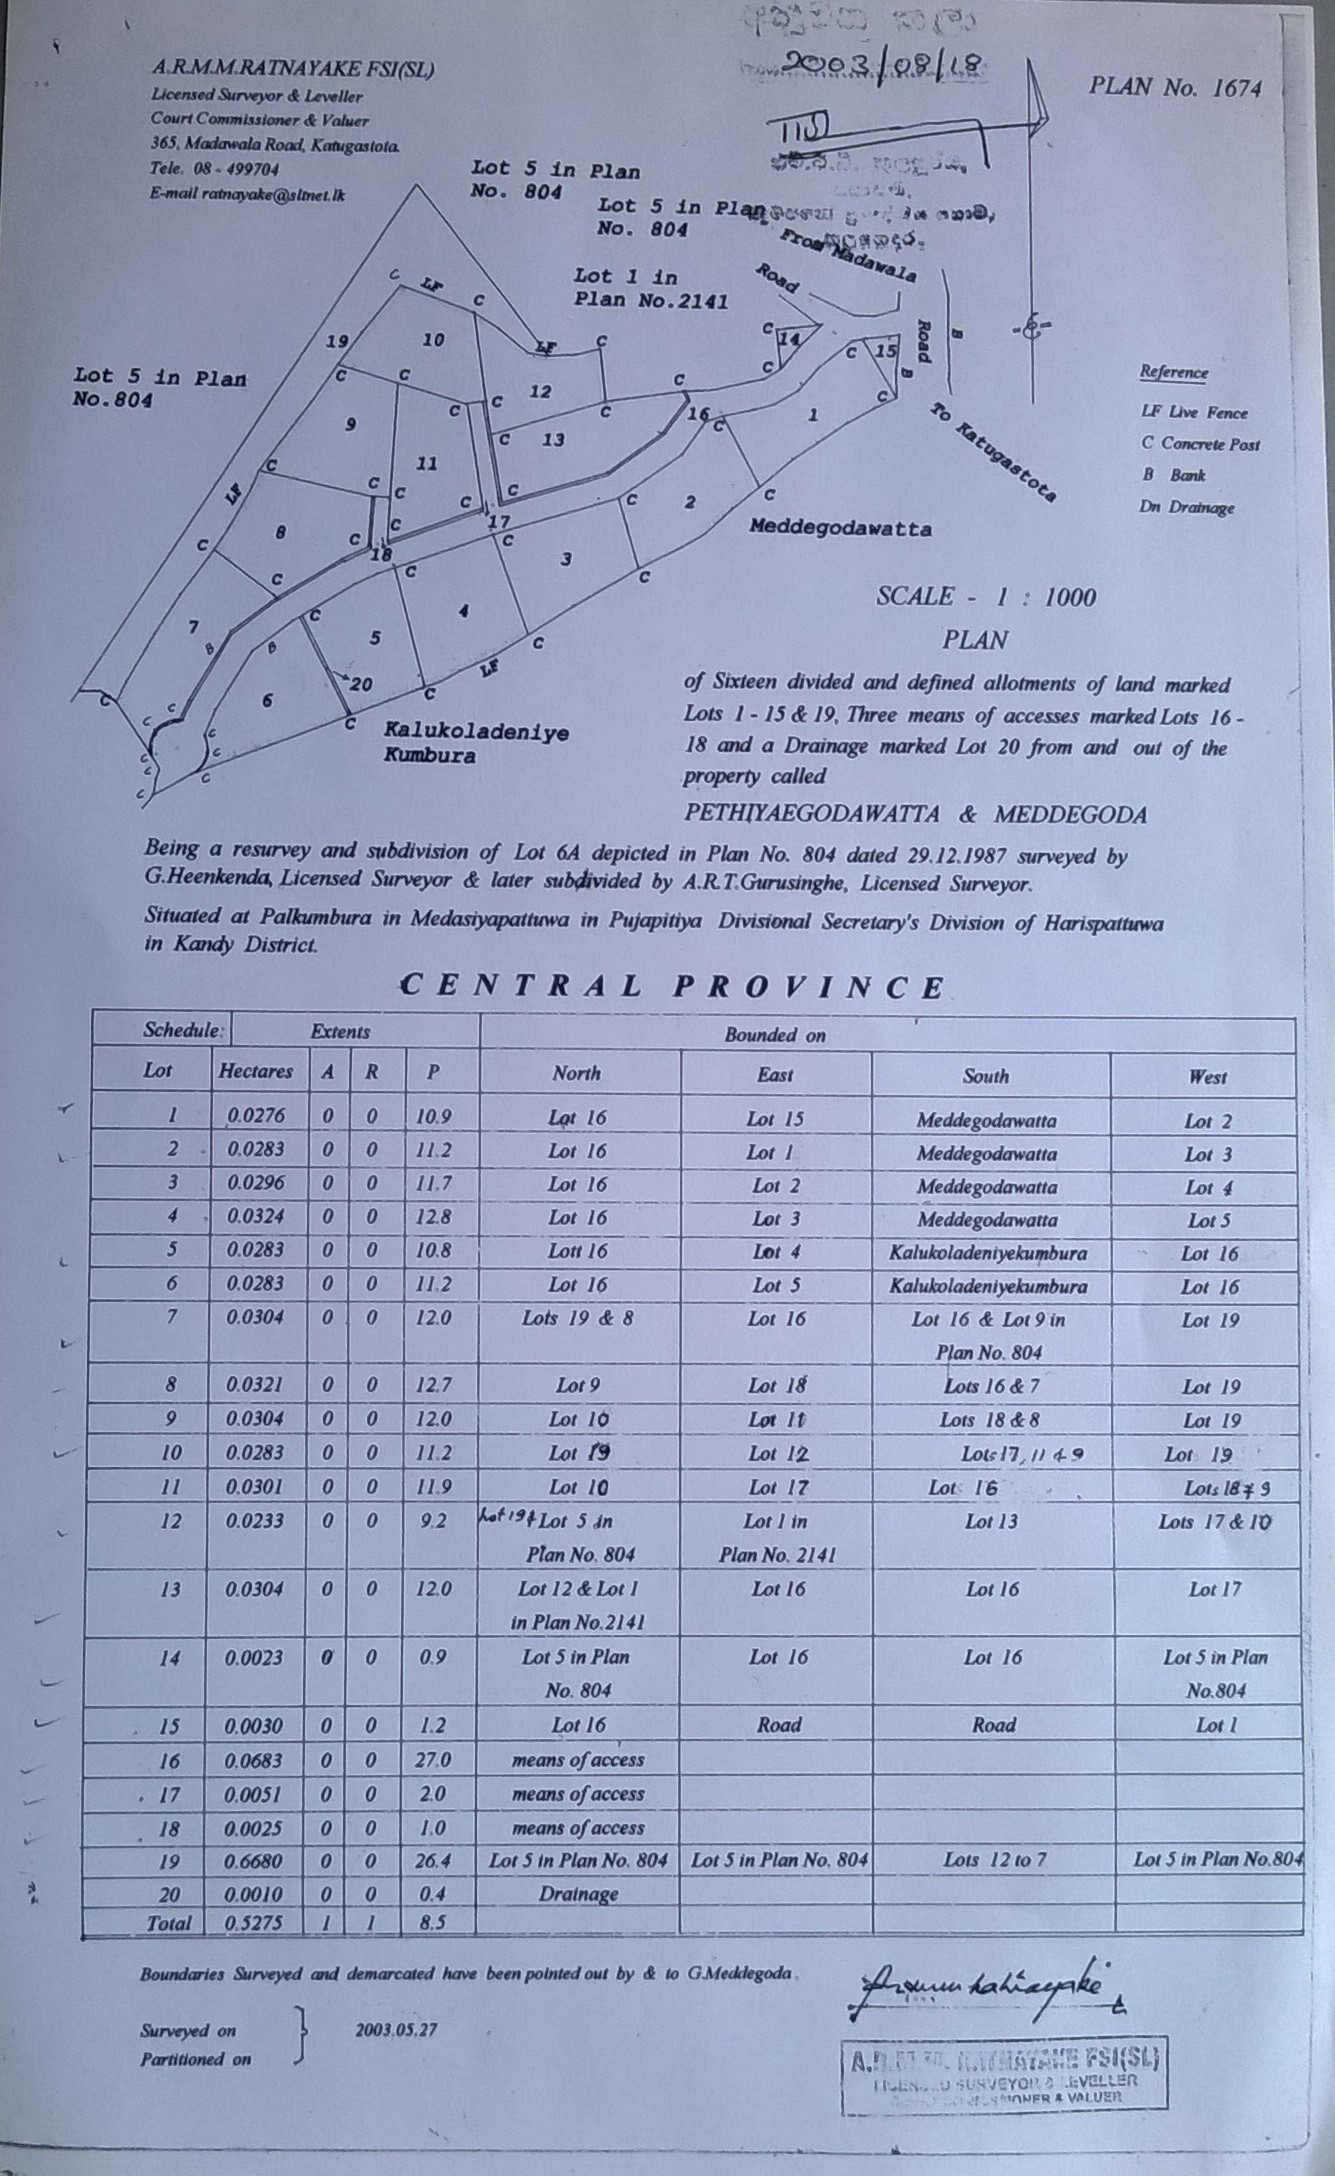 2003/08/18
A.R.M.M.RATNAYAKE FSI(SL)
Licensed Surveyor & Leveller
Court Commissioner & Valuer
365, Madawala Road, Katugastota.
Tele. 08 - 499704
E-mail ratnayake@sltnet.lk
PLAN No. 1674
Lot 5 in Plan
No. 804
Lot 5 in Plan
No. 804
From Madawala
Road
Lot 1 in
Plan No.2141
Lot 5 in Plan
No.804
Road
To Katugastota
Reference
LF Live Fence
C Concrete Post
B Bank
Dn Drainage
C LF C
19 10 LF C 12 C
C 14 C
C 15 B B C
9 C C C C 13 C 16 C 1
11 C C C 2 C
LF C 8 C C C 18 17 C 3 C
7 B C B C 5 4 LF C
6 20 C C
Meddegodawatta
Kalukoladeniye
Kumbura
SCALE - 1 : 1000
PLAN
of Sixteen divided and defined allotments of land marked
Lots 1 - 15 & 19, Three means of accesses marked Lots 16 -
18 and a Drainage marked Lot 20 from and out of the
property called
PETHIYAEGODAWATTA & MEDDEGODA
Being a resurvey and subdivision of Lot 6A depicted in Plan No. 804 dated 29.12.1987 surveyed by
G.Heenkenda, Licensed Surveyor & later subdivided by A.R.T.Gurusinghe, Licensed Surveyor.
Situated at Palkumbura in Medasiyapattuwa in Pujapitiya Divisional Secretary's Division of Harispattuwa
in Kandy District.
CENTRAL PROVINCE
Schedule: Extents Bounded on
Lot Hectares A R P North East South West
1 0.0276 0 0 10.9 Lot 16 Lot 15 Meddegodawatta Lot 2
2 0.0283 0 0 11.2 Lot 16 Lot 1 Meddegodawatta Lot 3
3 0.0296 0 0 11.7 Lot 16 Lot 2 Meddegodawatta Lot 4
4 0.0324 0 0 12.8 Lot 16 Lot 3 Meddegodawatta Lot 5
5 0.0283 0 0 10.8 Lott 16 Lot 4 Kalukoladeniyekumbura Lot 16
6 0.0283 0 0 11.2 Lot 16 Lot 5 Kalukoladeniyekumbura Lot 16
7 0.0304 0 0 12.0 Lots 19 & 8 Lot 16 Lot 16 & Lot 9 in Lot 19
Plan No. 804
8 0.0321 0 0 12.7 Lot 9 Lot 18 Lots 16 & 7 Lot 19
9 0.0304 0 0 12.0 Lot 10 Lot 11 Lots 18 & 8 Lot 19
10 0.0283 0 0 11.2 Lot 19 Lot 12 Lots 17, 11 & 9 Lot 19
11 0.0301 0 0 11.9 Lot 10 Lot 17 Lot 16 Lots 18 & 9
12 0.0233 0 0 9.2 Lot 19 & Lot 5 in Lot 1 in Lot 13 Lots 17 & 10
Plan No. 804 Plan No. 2141
13 0.0304 0 0 12.0 Lot 12 & Lot 1 Lot 16 Lot 16 Lot 17
in Plan No.2141
14 0.0023 0 0 0.9 Lot 5 in Plan Lot 16 Lot 16 Lot 5 in Plan
No. 804 No.804
15 0.0030 0 0 1.2 Lot 16 Road Road Lot 1
16 0.0683 0 0 27.0 means of access
17 0.0051 0 0 2.0 means of access
18 0.0025 0 0 1.0 means of access
19 0.6680 0 0 26.4 Lot 5 in Plan No. 804 Lot 5 in Plan No. 804 Lots 12 to 7 Lot 5 in Plan No.804
20 0.0010 0 0 0.4 Drainage
Total 0.5275 1 1 8.5
Boundaries Surveyed and demarcated have been pointed out by & to G.Meddegoda.
Surveyed on
2003.05.27
Partitioned on
A.R.M.M. RATNAYAKE FSI(SL)
LICENSED SURVEYOR & LEVELLER
COMMISSIONER & VALUER